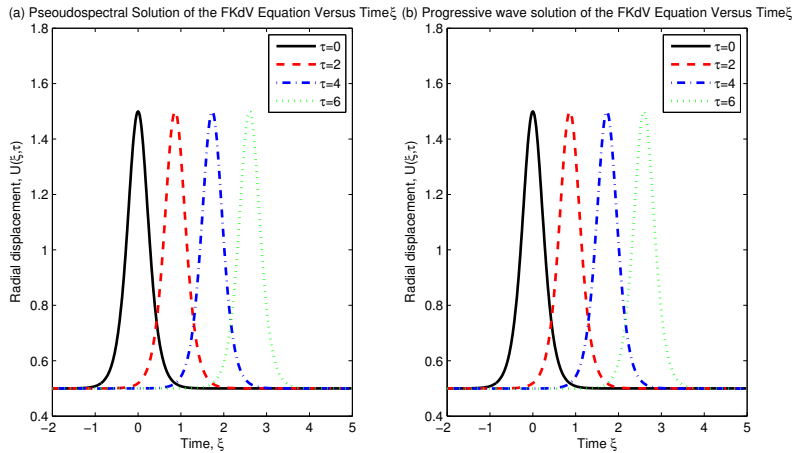 (a) Pseoudospectral Solution of the FKdV Equation Versus Timeξ
(b) Progressive wave solution of the FKdV Equation Versus Timeξ
1.8
1.6
1.4
1.2
1
0.8
0.6
0.4
Radial displacement, U(ξ,τ)
−2
−1
0
1
2
3
4
5
Time, ξ
τ=0
τ=2
τ=4
τ=6
1.8
1.6
1.4
1.2
1
0.8
0.6
0.4
Radial displacement, U(ξ,τ)
−2
−1
0
1
2
3
4
5
Time ξ
τ=0
τ=2
τ=4
τ=6